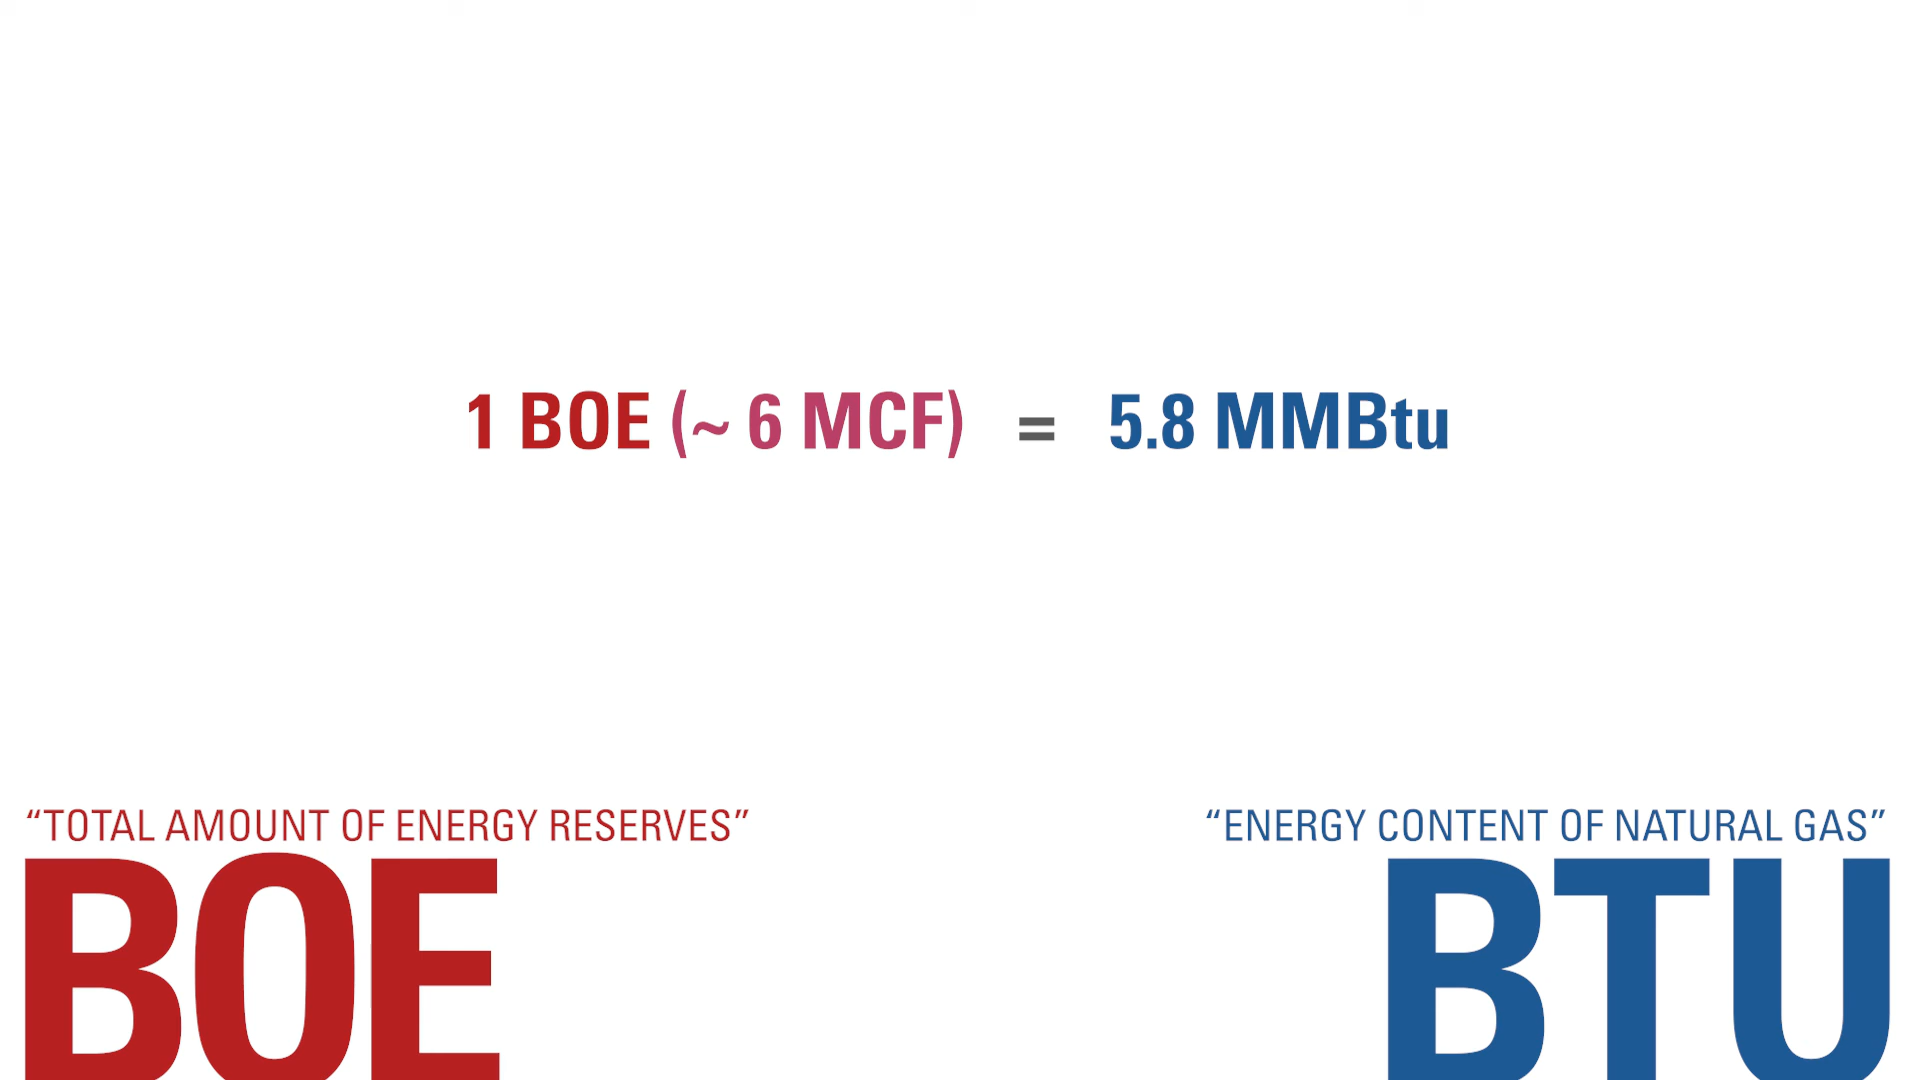 1 BOE (~ 6 MCF) = 5.8 MMBtu
“TOTAL AMOUNT OF ENERGY RESERVES”
BOE
“ENERGY CONTENT OF NATURAL GAS”
BTU